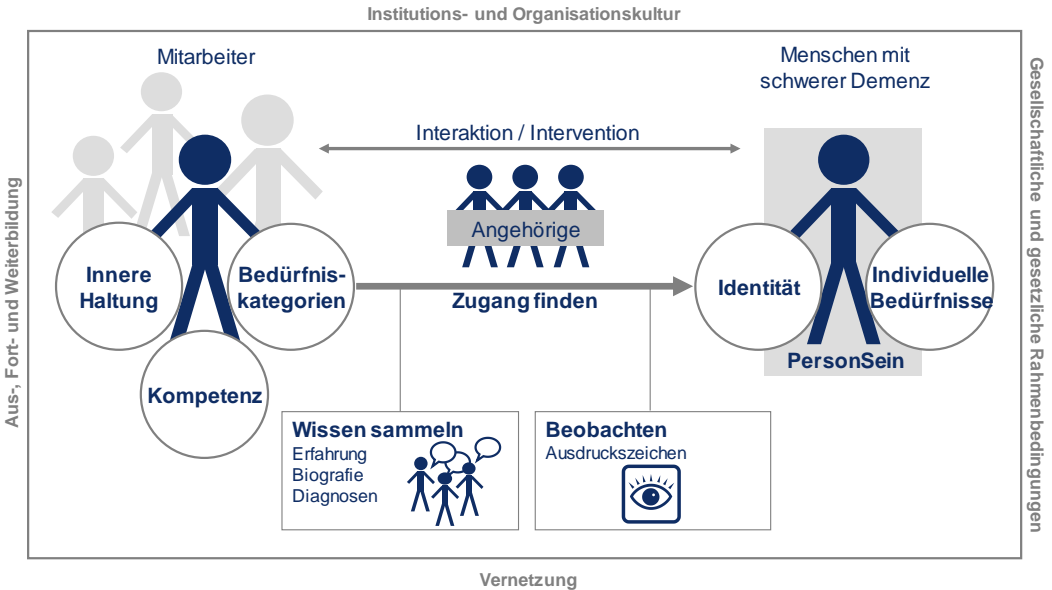 Institutions- und Organisationskultur
Mitarbeiter
Menschen mit
schwerer Demenz
Interaktion / Intervention
Angehörige
Innere
Haltung
Bedürfnis-
kategorien
Zugang finden
Identität
Individuelle
Bedürfnisse
PersonSein
Kompetenz
Wissen sammeln
Erfahrung
Biografie
Diagnosen
Beobachten
Ausdruckszeichen
Aus-, Fort- und Weiterbildung
Gesellschaftliche und gesetzliche Rahmenbedingungen
Vernetzung